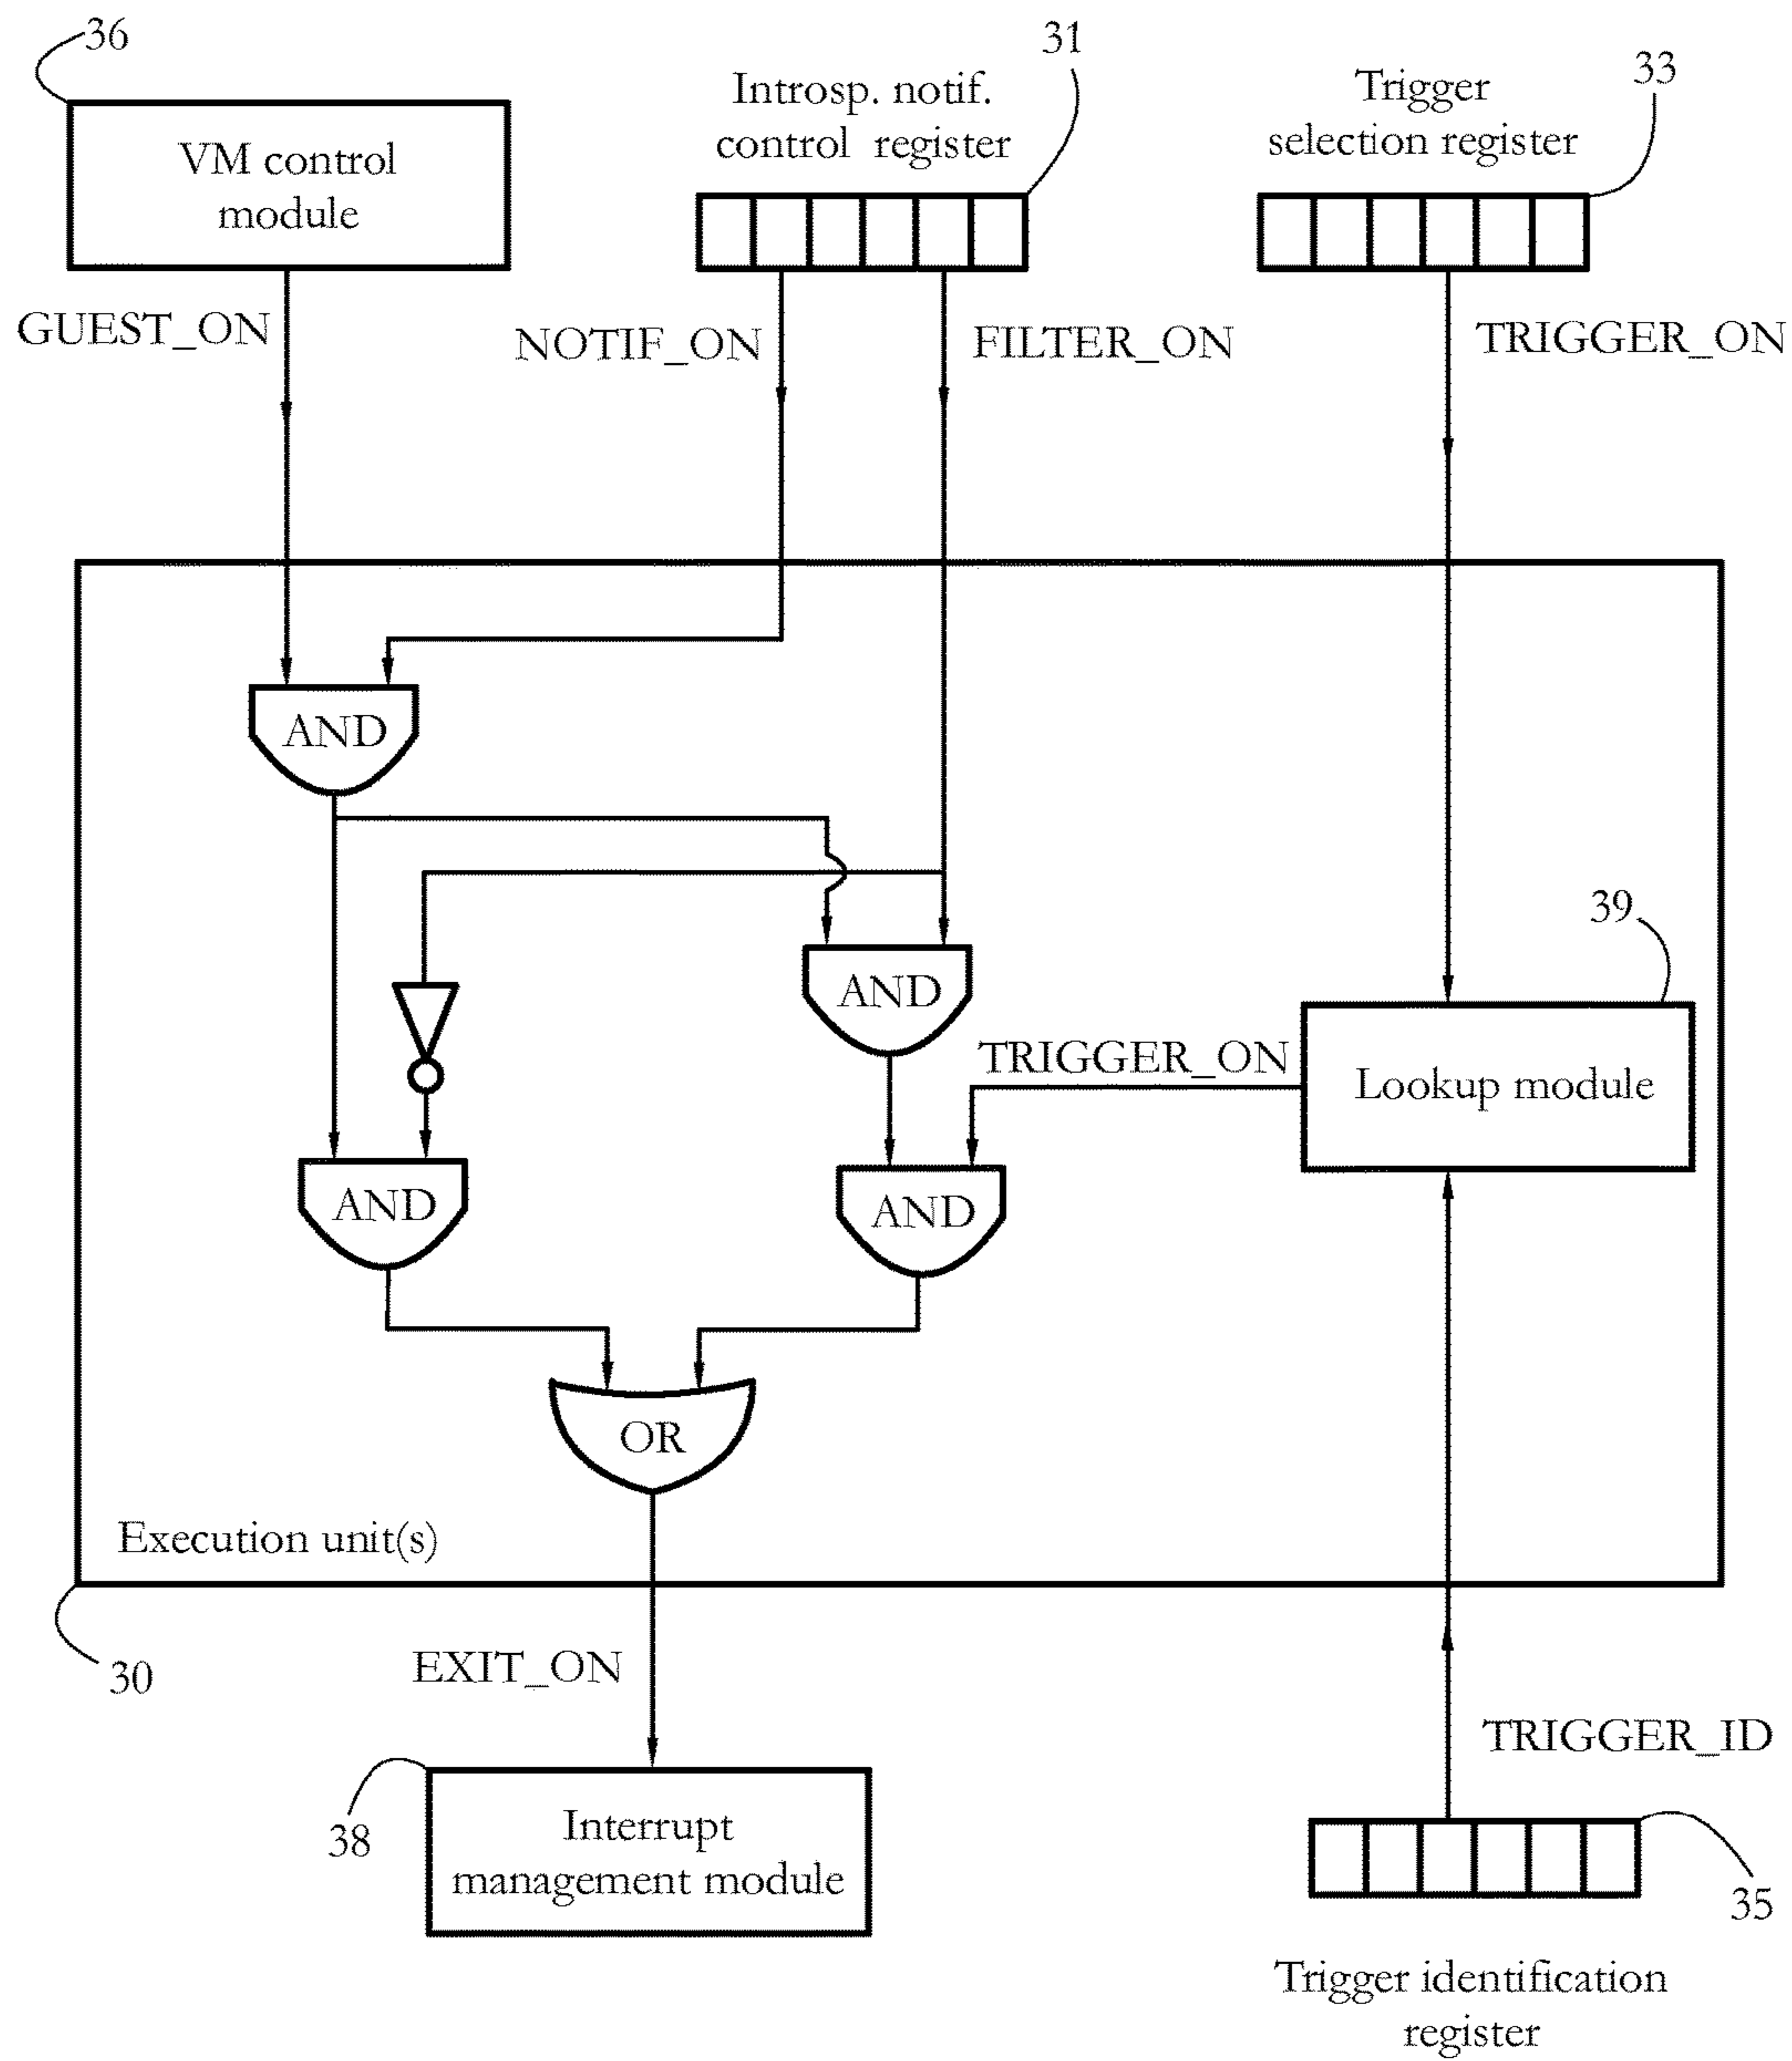 36
31
33
Introsp. notif.
control register
Trigger
selection register
VM control
module
GUEST_ON
NOTIF_ON
FILTER_ON
TRIGGER_ON
AND
39
AND
TRIGGER_ON
Lookup module
AND
AND
OR
Execution unit(s)
30
EXIT_ON
TRIGGER_ID
38
Interrupt
management module
35
Trigger identification
register